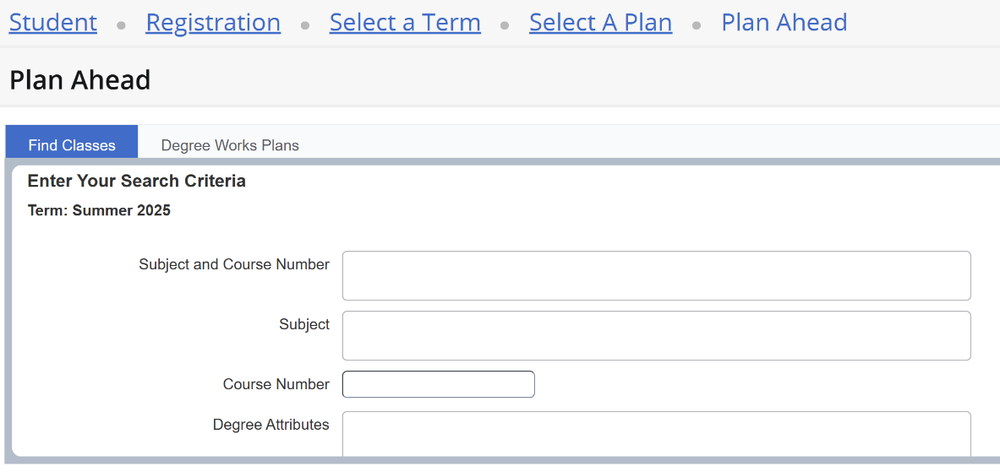 Student • Registration • Select a Term • Select A Plan • Plan Ahead
Plan Ahead
Find Classes Degree Works Plans
Enter Your Search Criteria
Term: Summer 2025
Subject and Course Number
Subject
Course Number
Degree Attributes